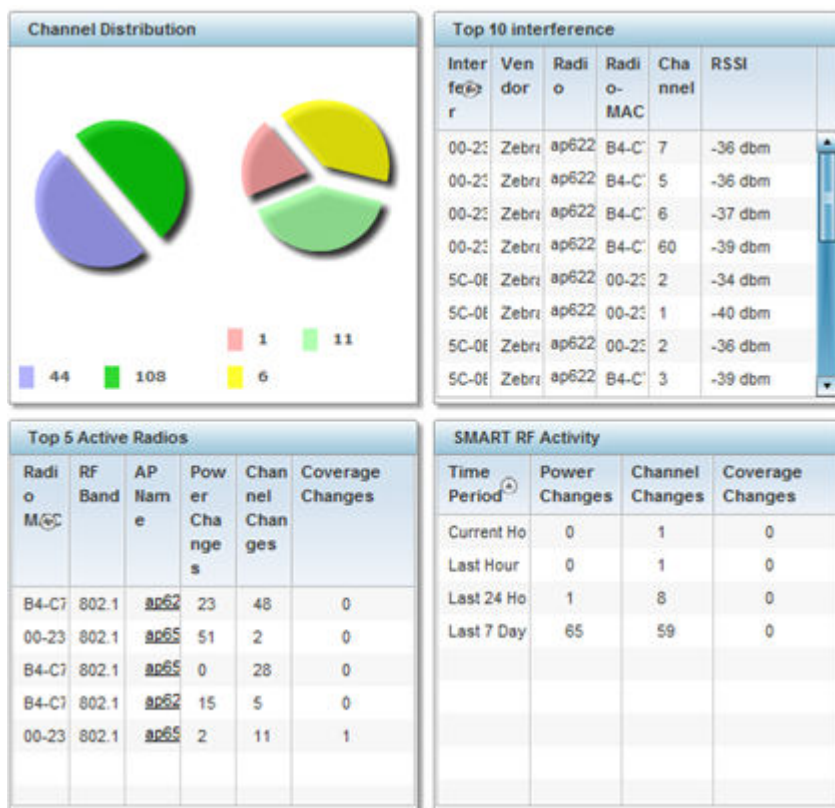 Channel Distribution
1 11
44 108 6
Top 10 interference
Inter Ven Radi Radi Cha RSSI
fe dor o o- nnel
r MAC
00-23 Zebra ap622 B4-C 7 -36 dbm
00-23 Zebra ap622 B4-C 5 -36 dbm
00-23 Zebra ap622 B4-C 6 -37 dbm
00-23 Zebra ap622 B4-C 60 -39 dbm
5C-0E Zebra ap622 00-23 2 -34 dbm
5C-0E Zebra ap622 00-23 1 -40 dbm
5C-0E Zebra ap622 00-23 2 -36 dbm
5C-0E Zebra ap622 B4-C 3 -39 dbm
Top 5 Active Radios
Radi RF AP Pow Chan Coverage
o Band Nam er nel Changes
M C e Cha Chan
nge ges
s
B4-C7 802.1 ap62 23 48 0
00-23 802.1 ap65 51 2 0
B4-C7 802.1 ap65 0 28 0
B4-C7 802.1 ap62 15 5 0
00-23 802.1 ap65 2 11 1
SMART RF Activity
Time Power Channel Coverage
Period Changes Changes Changes
Current Ho 0 1 0
Last Hour 0 1 0
Last 24 Ho 1 8 0
Last 7 Day 65 59 0